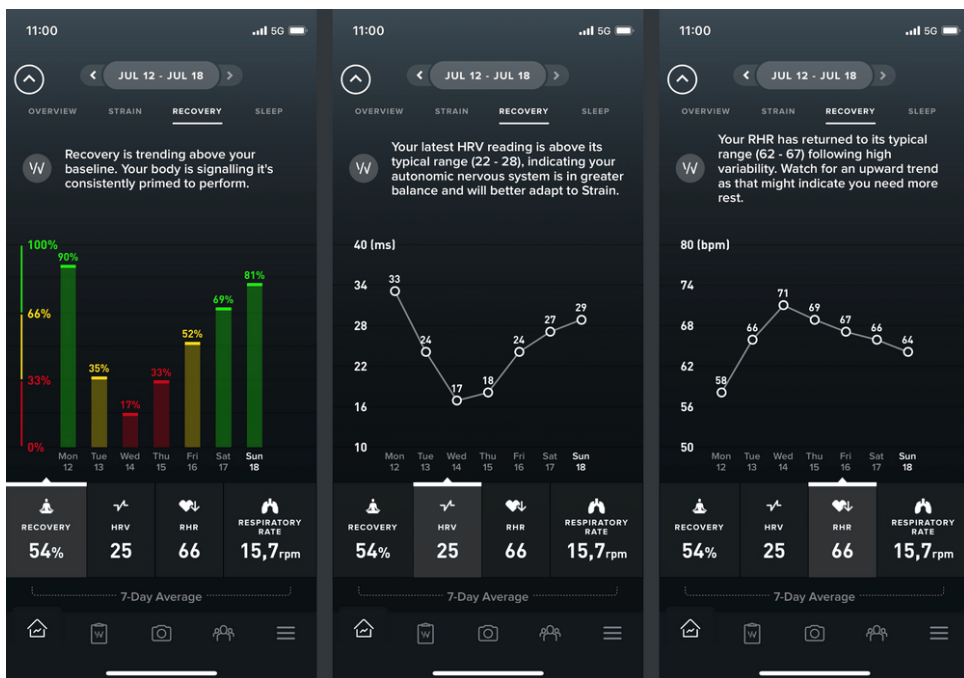 11:00
5G
JUL 12 - JUL 18
OVERVIEW STRAIN RECOVERY SLEEP
W
Recovery is trending above your
baseline. Your body is signalling it's
consistently primed to perform.
100%
90%
81%
69%
66%
52%
35%
33%
33%
17%
0%
Mon Tue Wed Thu Fri Sat Sun
12 13 14 15 16 17 18
RECOVERY HRV RHR RESPIRATORY RATE
54% 25 66 15,7rpm
7-Day Average
W
11:00
5G
JUL 12 - JUL 18
OVERVIEW STRAIN RECOVERY SLEEP
W
Your latest HRV reading is above its
typical range (22 - 28), indicating your
autonomic nervous system is in greater
balance and will better adapt to Strain.
40 (ms)
34
33
29
28
27
24
24
22
18
17
16
10
Mon Tue Wed Thu Fri Sat Sun
12 13 14 15 16 17 18
RECOVERY HRV RHR RESPIRATORY RATE
54% 25 66 15,7rpm
7-Day Average
W
11:00
5G
JUL 12 - JUL 18
OVERVIEW STRAIN RECOVERY SLEEP
W
Your RHR has returned to its typical
range (62 - 67) following high
variability. Watch for an upward trend
as that might indicate you need more
rest.
80 (bpm)
74
71
69
68
67
66
66
64
62
58
56
50
Mon Tue Wed Thu Fri Sat Sun
12 13 14 15 16 17 18
RECOVERY HRV RHR RESPIRATORY RATE
54% 25 66 15,7rpm
7-Day Average
W